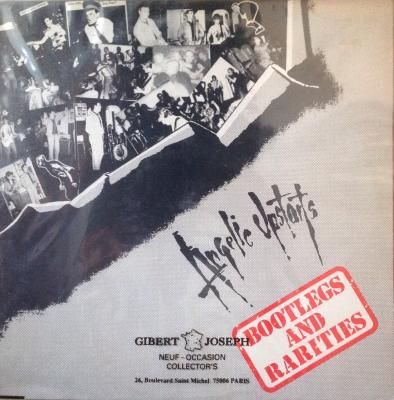 Angelic Upstarts
BOOTLEGS
AND
RARITIES
GIBERT JOSEPH
NEUF - OCCASION
COLLECTOR'S
26, Boulevard Saint Michel 75006 PARIS